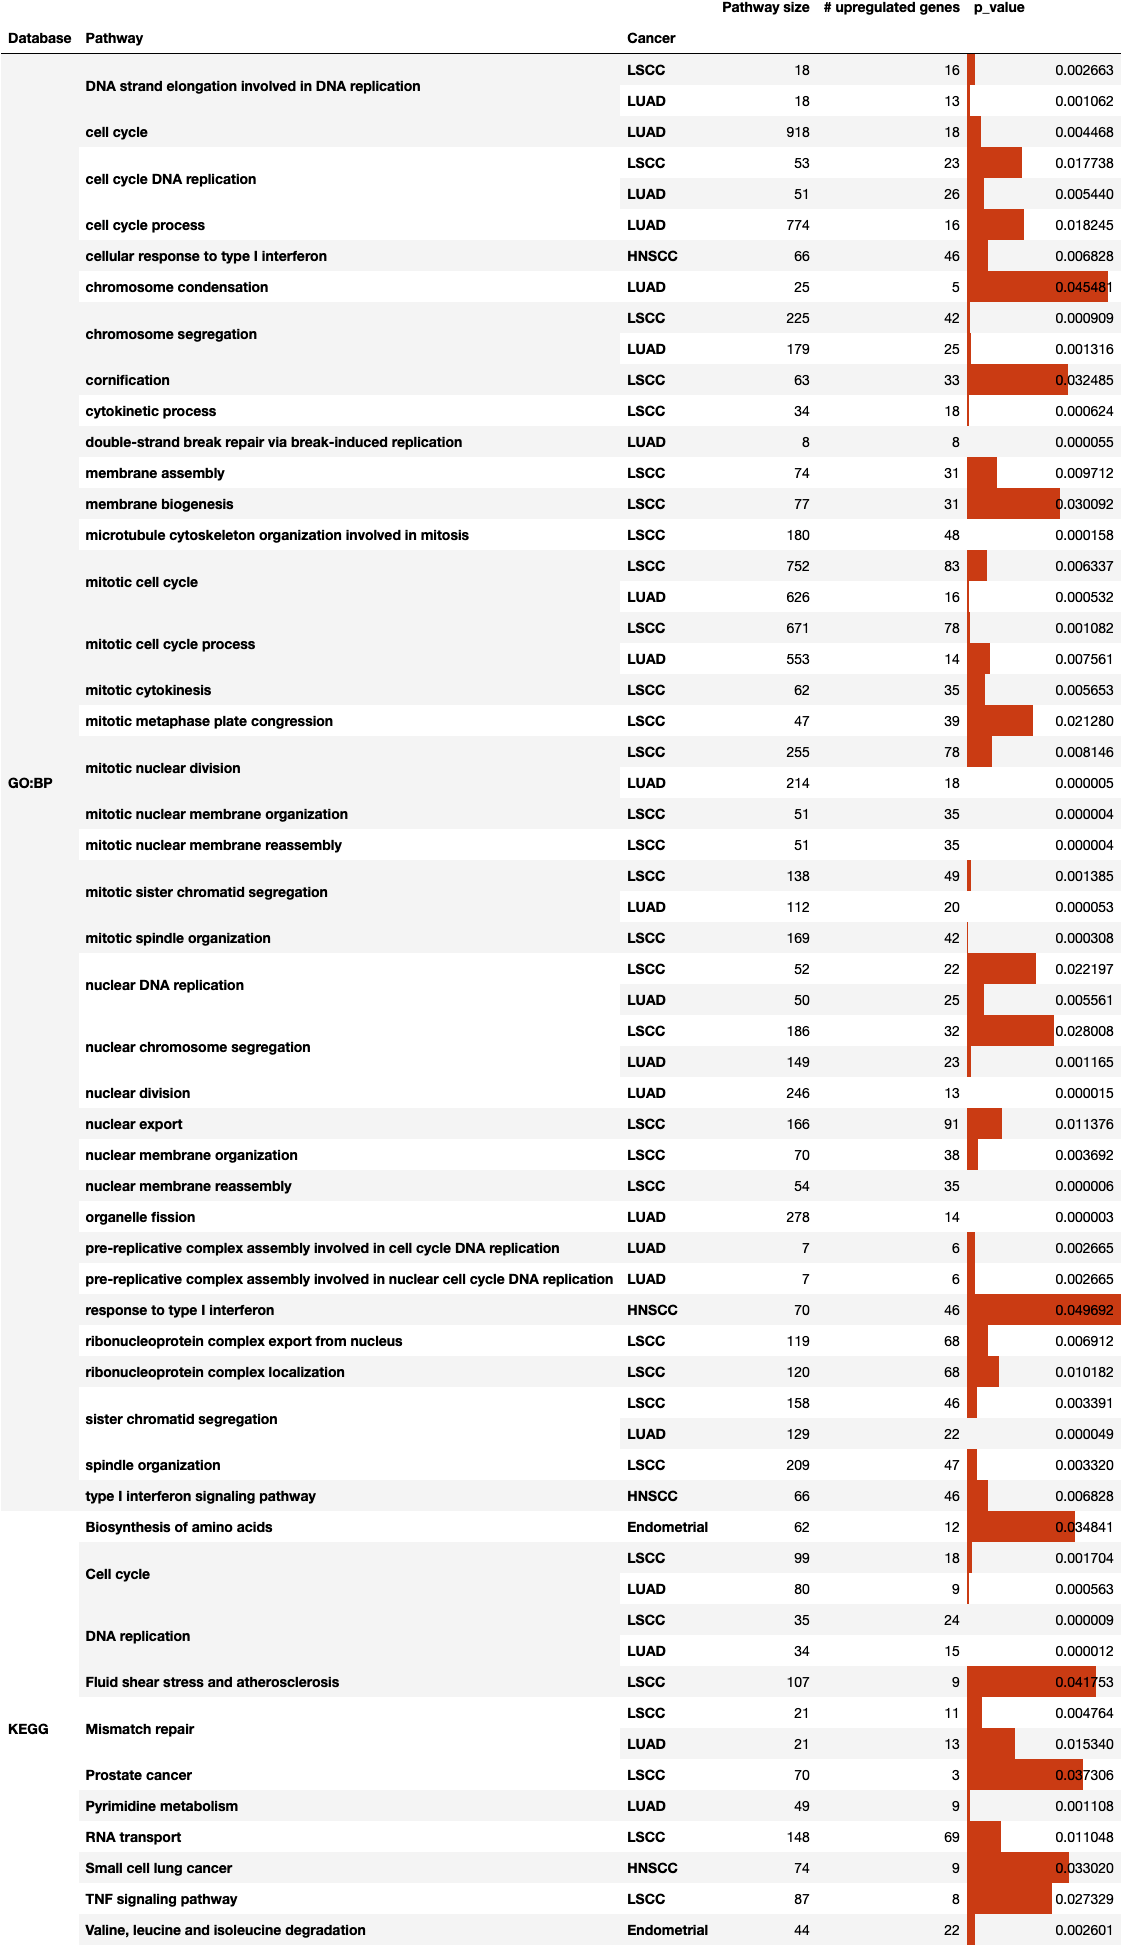 Pathway size # upregulated genes p_value
Database Pathway Cancer
DNA strand elongation involved in DNA replication LSCC 18 16 0.002663
LUAD 18 13 0.001062
cell cycle LUAD 918 18 0.004468
cell cycle DNA replication LSCC 53 23 0.017738
LUAD 51 26 0.005440
cell cycle process LUAD 774 16 0.018245
cellular response to type I interferon HNSCC 66 46 0.006828
chromosome condensation LUAD 25 5 0.045481
chromosome segregation LSCC 225 42 0.000909
LUAD 179 25 0.001316
cornification LSCC 63 33 0.032485
cytokinetic process LSCC 34 18 0.000624
double-strand break repair via break-induced replication LUAD 8 8 0.000055
membrane assembly LSCC 74 31 0.009712
membrane biogenesis LSCC 77 31 0.030092
microtubule cytoskeleton organization involved in mitosis LSCC 180 48 0.000158
mitotic cell cycle LSCC 752 83 0.006337
LUAD 626 16 0.000532
mitotic cell cycle process LSCC 671 78 0.001082
LUAD 553 14 0.007561
mitotic cytokinesis LSCC 62 35 0.005653
mitotic metaphase plate congression LSCC 47 39 0.021280
mitotic nuclear division LSCC 255 78 0.008146
GO:BP LUAD 214 18 0.000005
mitotic nuclear membrane organization LSCC 51 35 0.000004
mitotic nuclear membrane reassembly LSCC 51 35 0.000004
mitotic sister chromatid segregation LSCC 138 49 0.001385
LUAD 112 20 0.000053
mitotic spindle organization LSCC 169 42 0.000308
nuclear DNA replication LSCC 52 22 0.022197
LUAD 50 25 0.005561
nuclear chromosome segregation LSCC 186 32 0.028008
LUAD 149 23 0.001165
nuclear division LUAD 246 13 0.000015
nuclear export LSCC 166 91 0.011376
nuclear membrane organization LSCC 70 38 0.003692
nuclear membrane reassembly LSCC 54 35 0.000006
organelle fission LUAD 278 14 0.000003
pre-replicative complex assembly involved in cell cycle DNA replication LUAD 7 6 0.002665
pre-replicative complex assembly involved in nuclear cell cycle DNA replication LUAD 7 6 0.002665
response to type I interferon HNSCC 70 46 0.049692
ribonucleoprotein complex export from nucleus LSCC 119 68 0.006912
ribonucleoprotein complex localization LSCC 120 68 0.010182
sister chromatid segregation LSCC 158 46 0.003391
LUAD 129 22 0.000049
spindle organization LSCC 209 47 0.003320
type I interferon signaling pathway HNSCC 66 46 0.006828
Biosynthesis of amino acids Endometrial 62 12 0.034841
Cell cycle LSCC 99 18 0.001704
LUAD 80 9 0.000563
DNA replication LSCC 35 24 0.000009
LUAD 34 15 0.000012
Fluid shear stress and atherosclerosis LSCC 107 9 0.041753
KEGG Mismatch repair LSCC 21 11 0.004764
LUAD 21 13 0.015340
Prostate cancer LSCC 70 3 0.037306
Pyrimidine metabolism LUAD 49 9 0.001108
RNA transport LSCC 148 69 0.011048
Small cell lung cancer HNSCC 74 9 0.033020
TNF signaling pathway LSCC 87 8 0.027329
Valine, leucine and isoleucine degradation Endometrial 44 22 0.002601